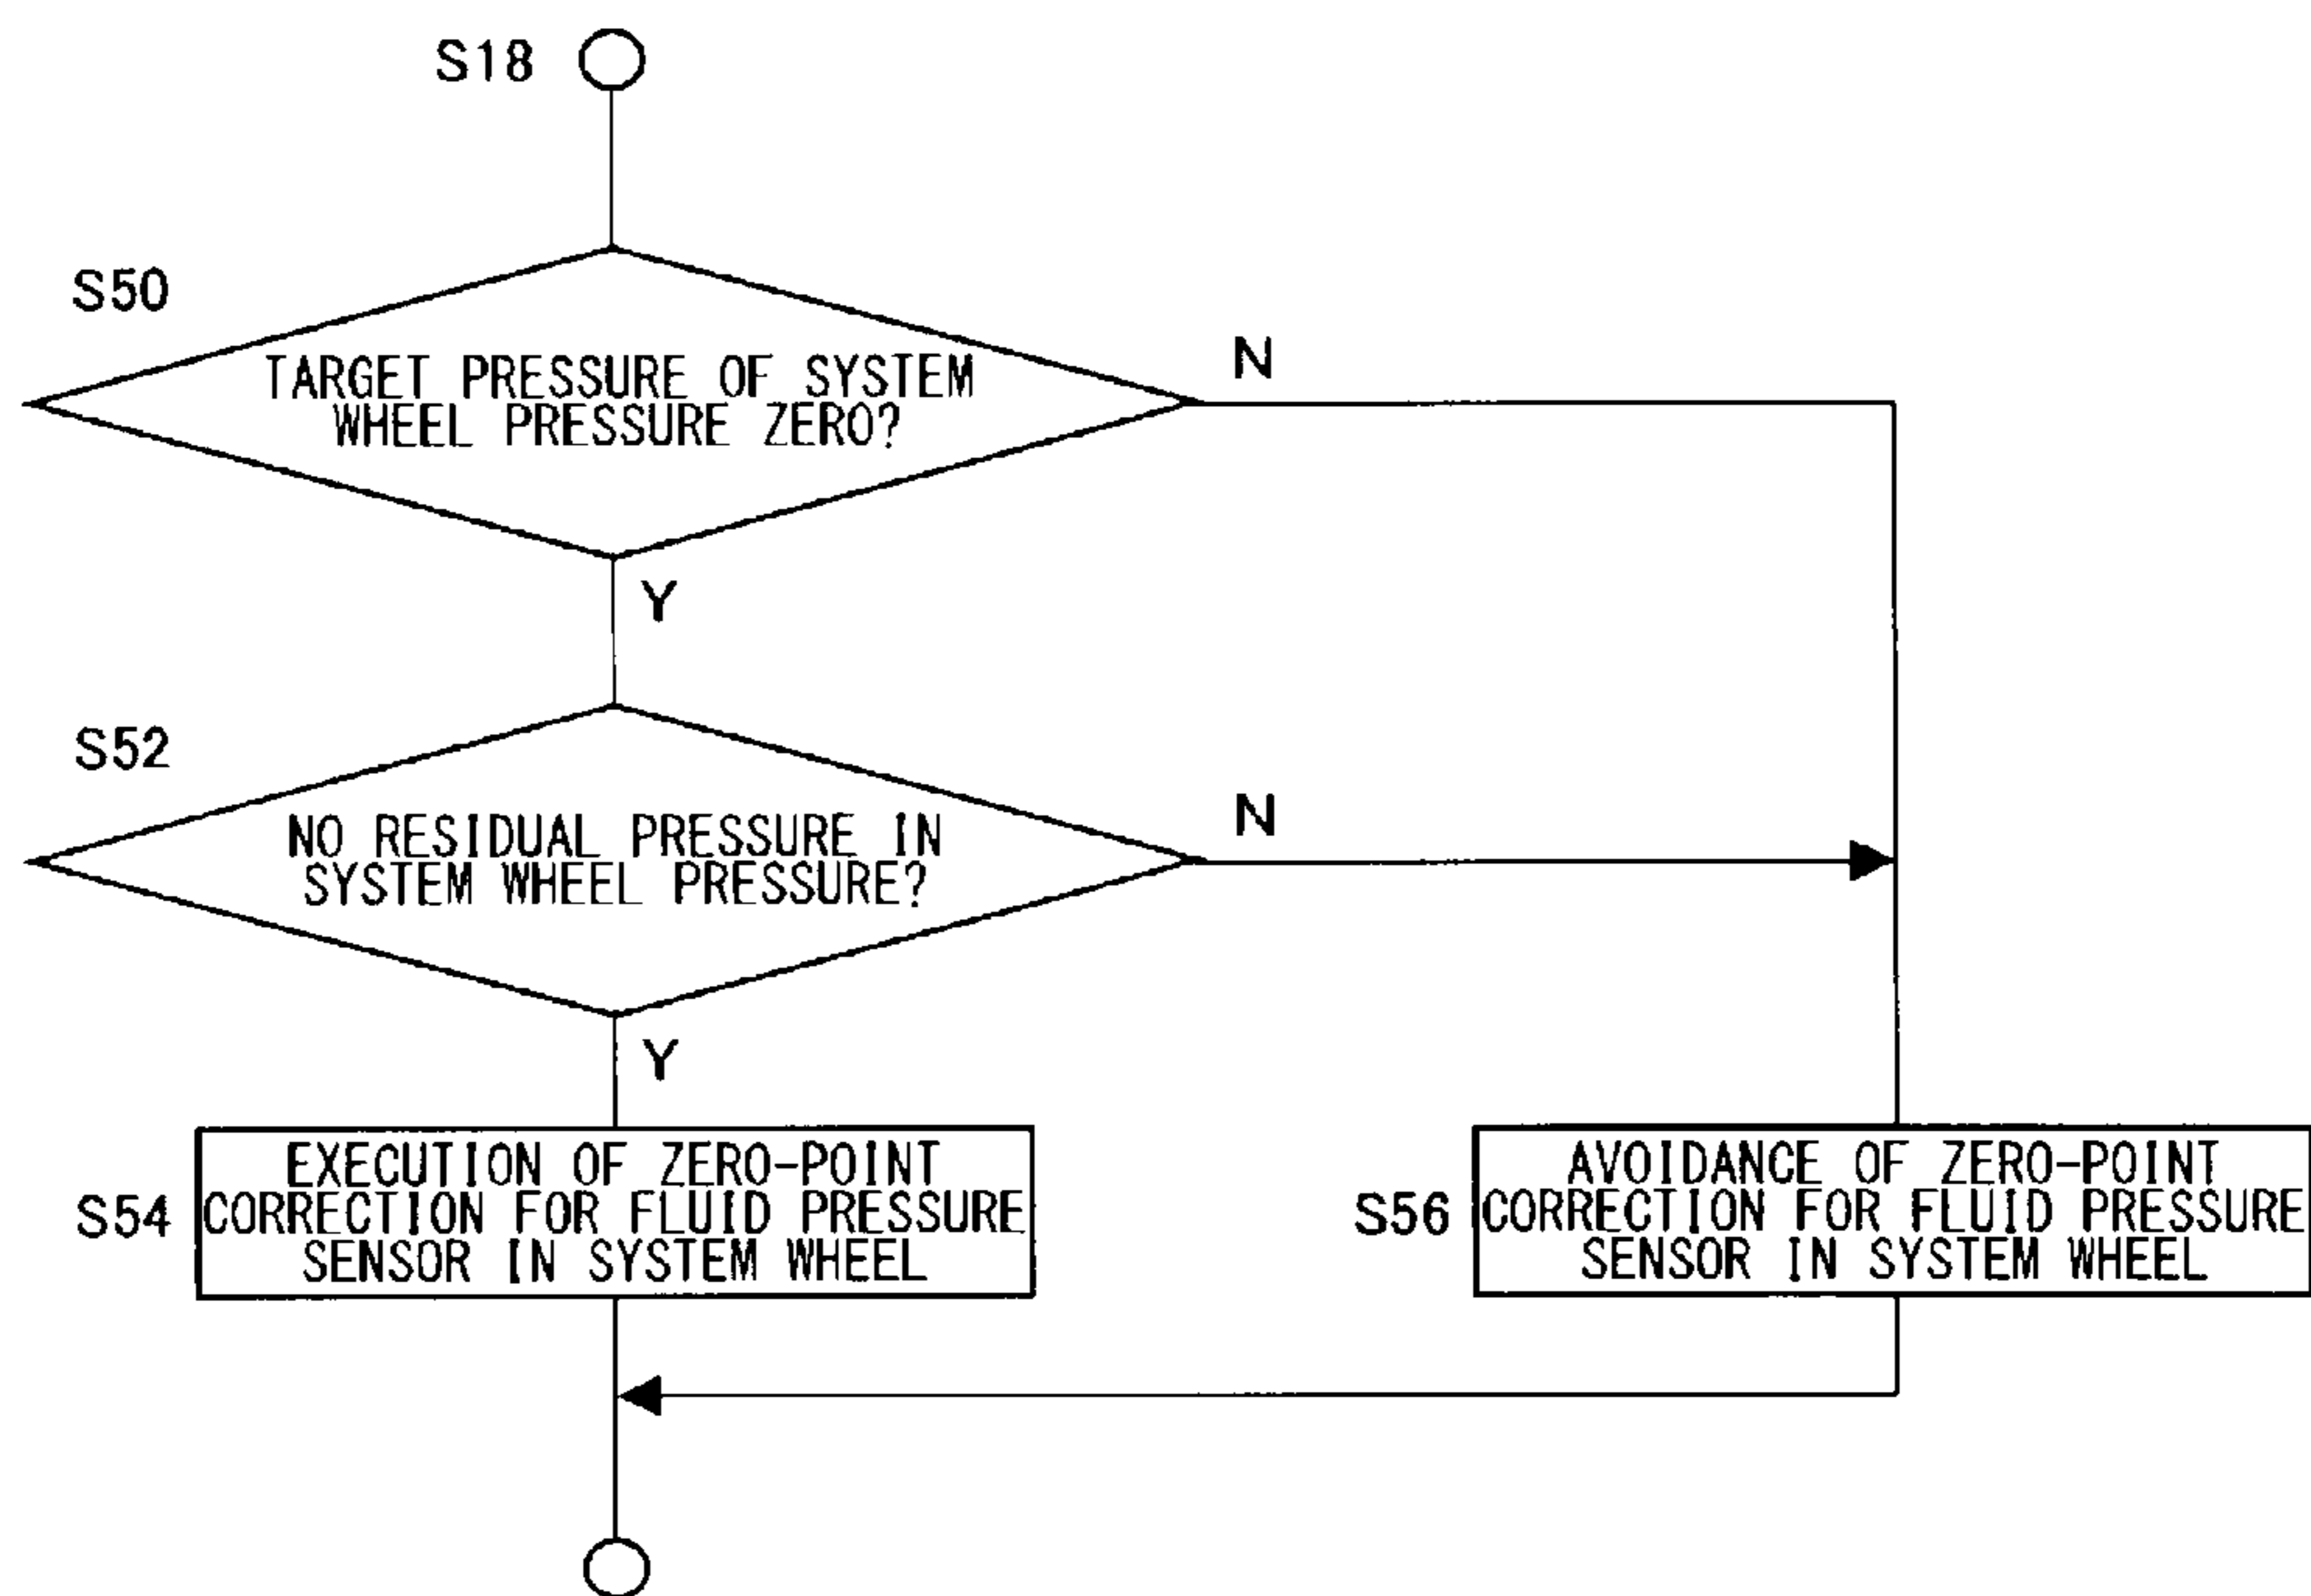 S18
S50
TARGET PRESSURE OF SYSTEM
WHEEL PRESSURE ZERO?
N
Y
S52
NO RESIDUAL PRESSURE IN
SYSTEM WHEEL PRESSURE?
N
Y
S54
EXECUTION OF ZERO-POINT
CORRECTION FOR FLUID PRESSURE
SENSOR IN SYSTEM WHEEL
S56
AVOIDANCE OF ZERO-POINT
CORRECTION FOR FLUID PRESSURE
SENSOR IN SYSTEM WHEEL